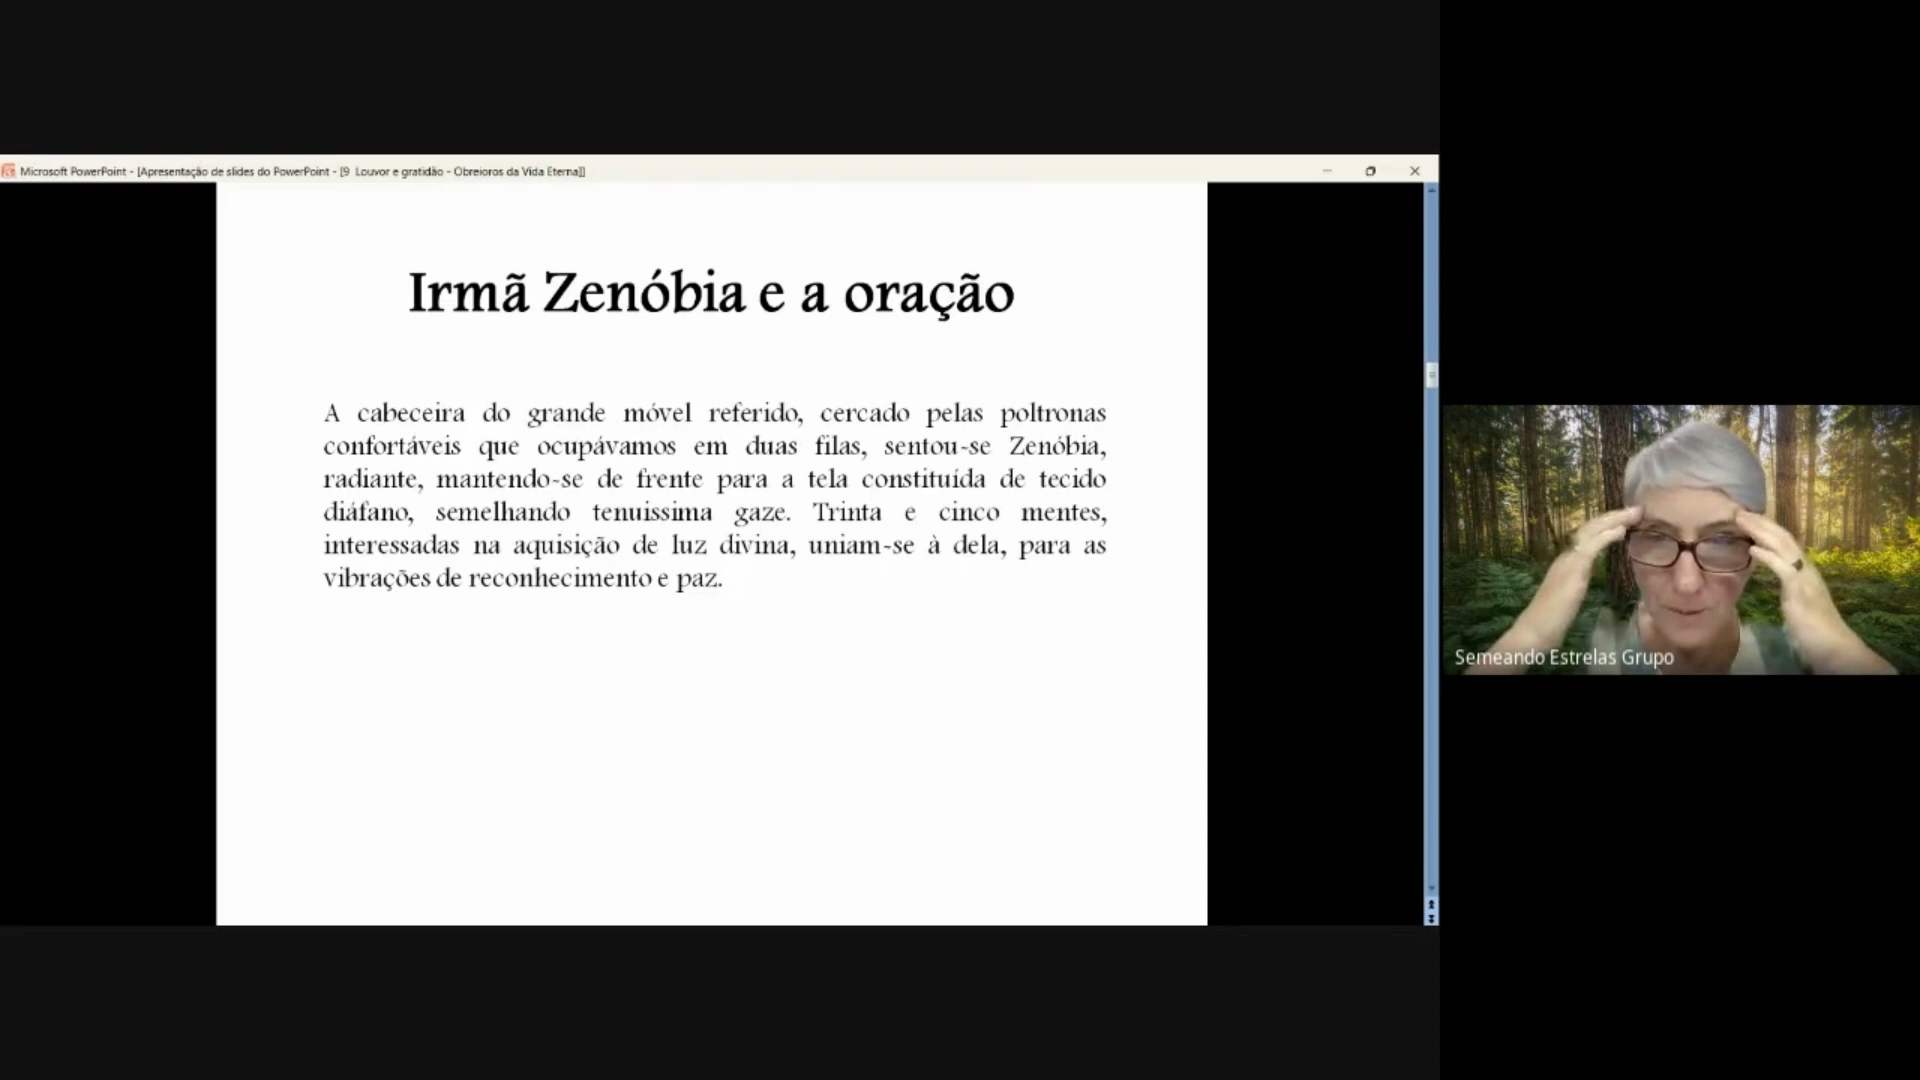 Microsoft PowerPoint - [Apresentação de slides do PowerPoint - [9 Louvor e gratidão - Obreioros da Vida Eterna]]
Irmã Zenóbia e a oração
A cabeceira do grande móvel referido, cercado pelas poltronas
confortáveis que ocupávamos em duas filas, sentou-se Zenóbia,
radiante, mantendo-se de frente para a tela constituída de tecido
diáfano, semelhando tenuissima gaze. Trinta e cinco mentes,
interessadas na aquisição de luz divina, uniam-se à dela, para as
vibrações de reconhecimento e paz.
Semeando Estrelas Grupo